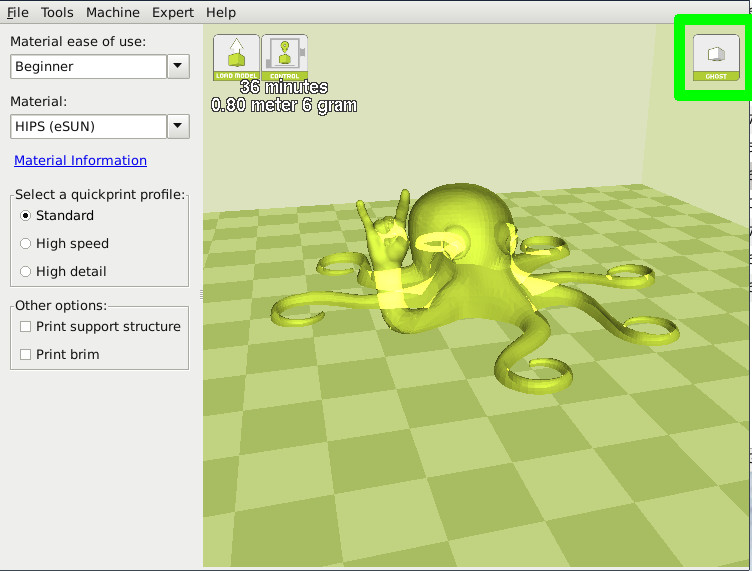 File Tools Machine Expert Help
Material ease of use:
Beginner
Material:
HIPS (eSUN)
Material Information
Select a quickprint profile:
Standard
High speed
High detail
Other options:
Print support structure
Print brim
LOAD MODEL
CONTROL
36 minutes
0.80 meter 6 gram
GHOST